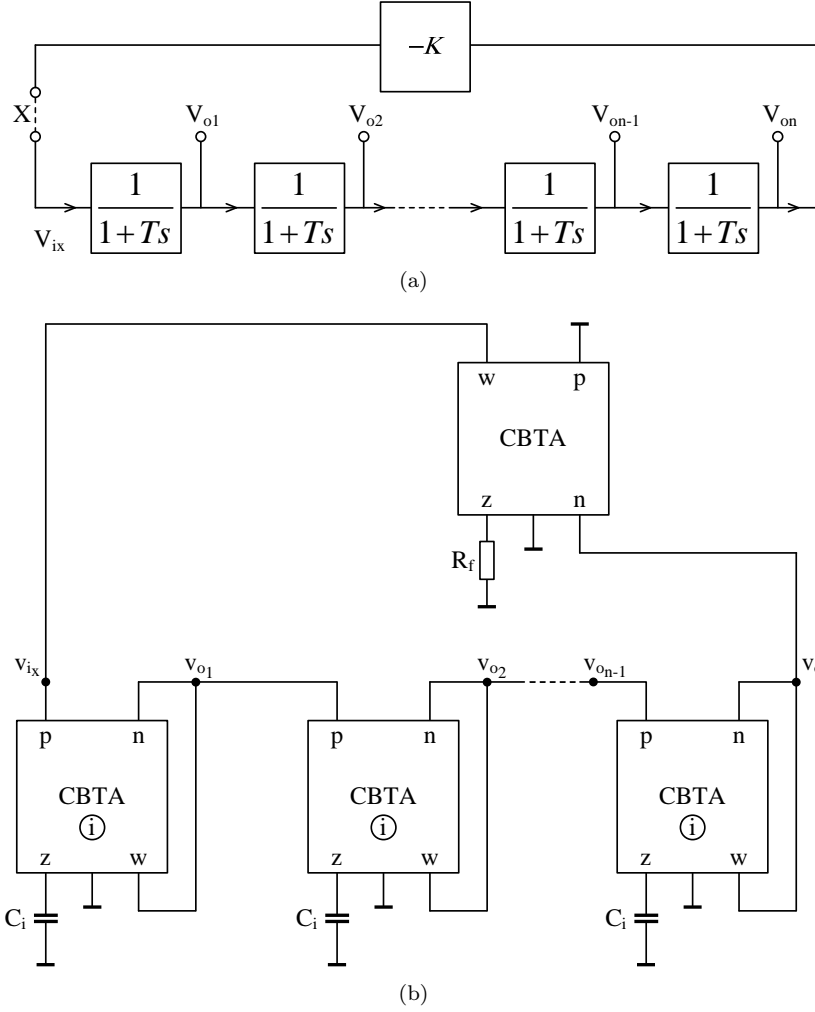 −K
X
V_o1 V_o2 V_on-1 V_on
1 1 1 1
1+Ts 1+Ts 1+Ts 1+Ts
V_ix
(a)
w p
CBTA
z n
R_f
v_ix v_o1 v_o2 v_on-1
p n p n p n
CBTA CBTA CBTA
i i i
z w z w z w
C_i C_i C_i
(b)